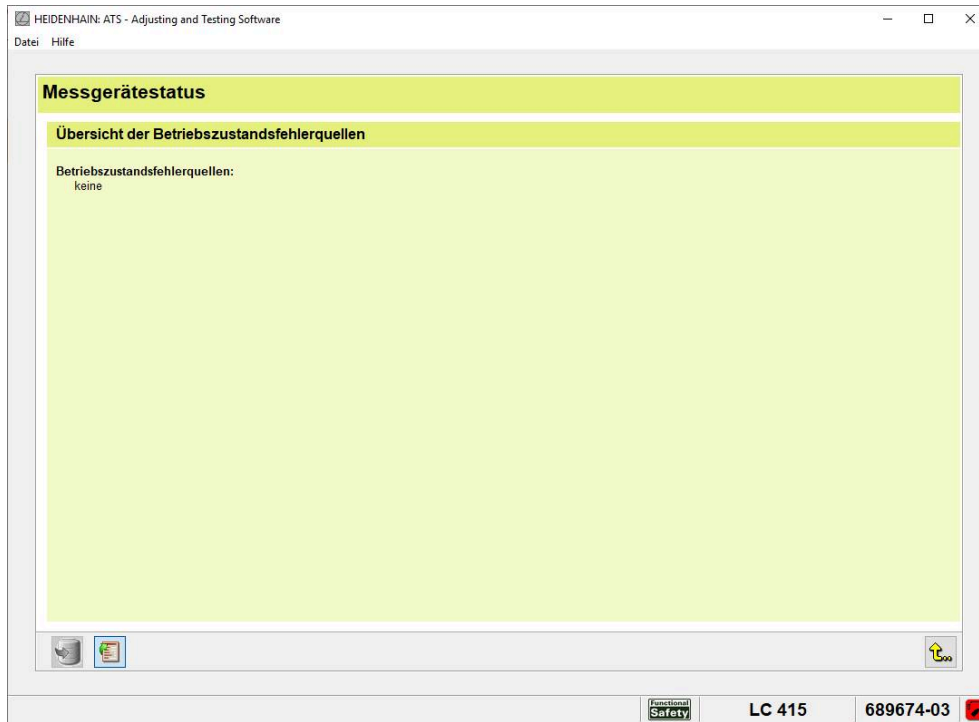 HEIDENHAIN: ATS - Adjusting and Testing Software
Datei Hilfe
Messgerätestatus
Übersicht der Betriebszustandsfehlerquellen
Betriebszustandsfehlerquellen:
keine
Functional
Safety
LC 415
689674-03